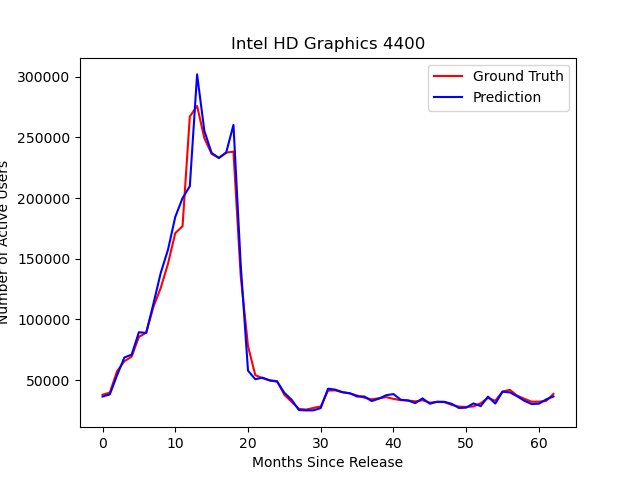 Intel HD Graphics 4400
Ground Truth
Prediction
300000
250000
200000
150000
100000
50000
Number of Active Users
0 10 20 30 40 50 60
Months Since Release